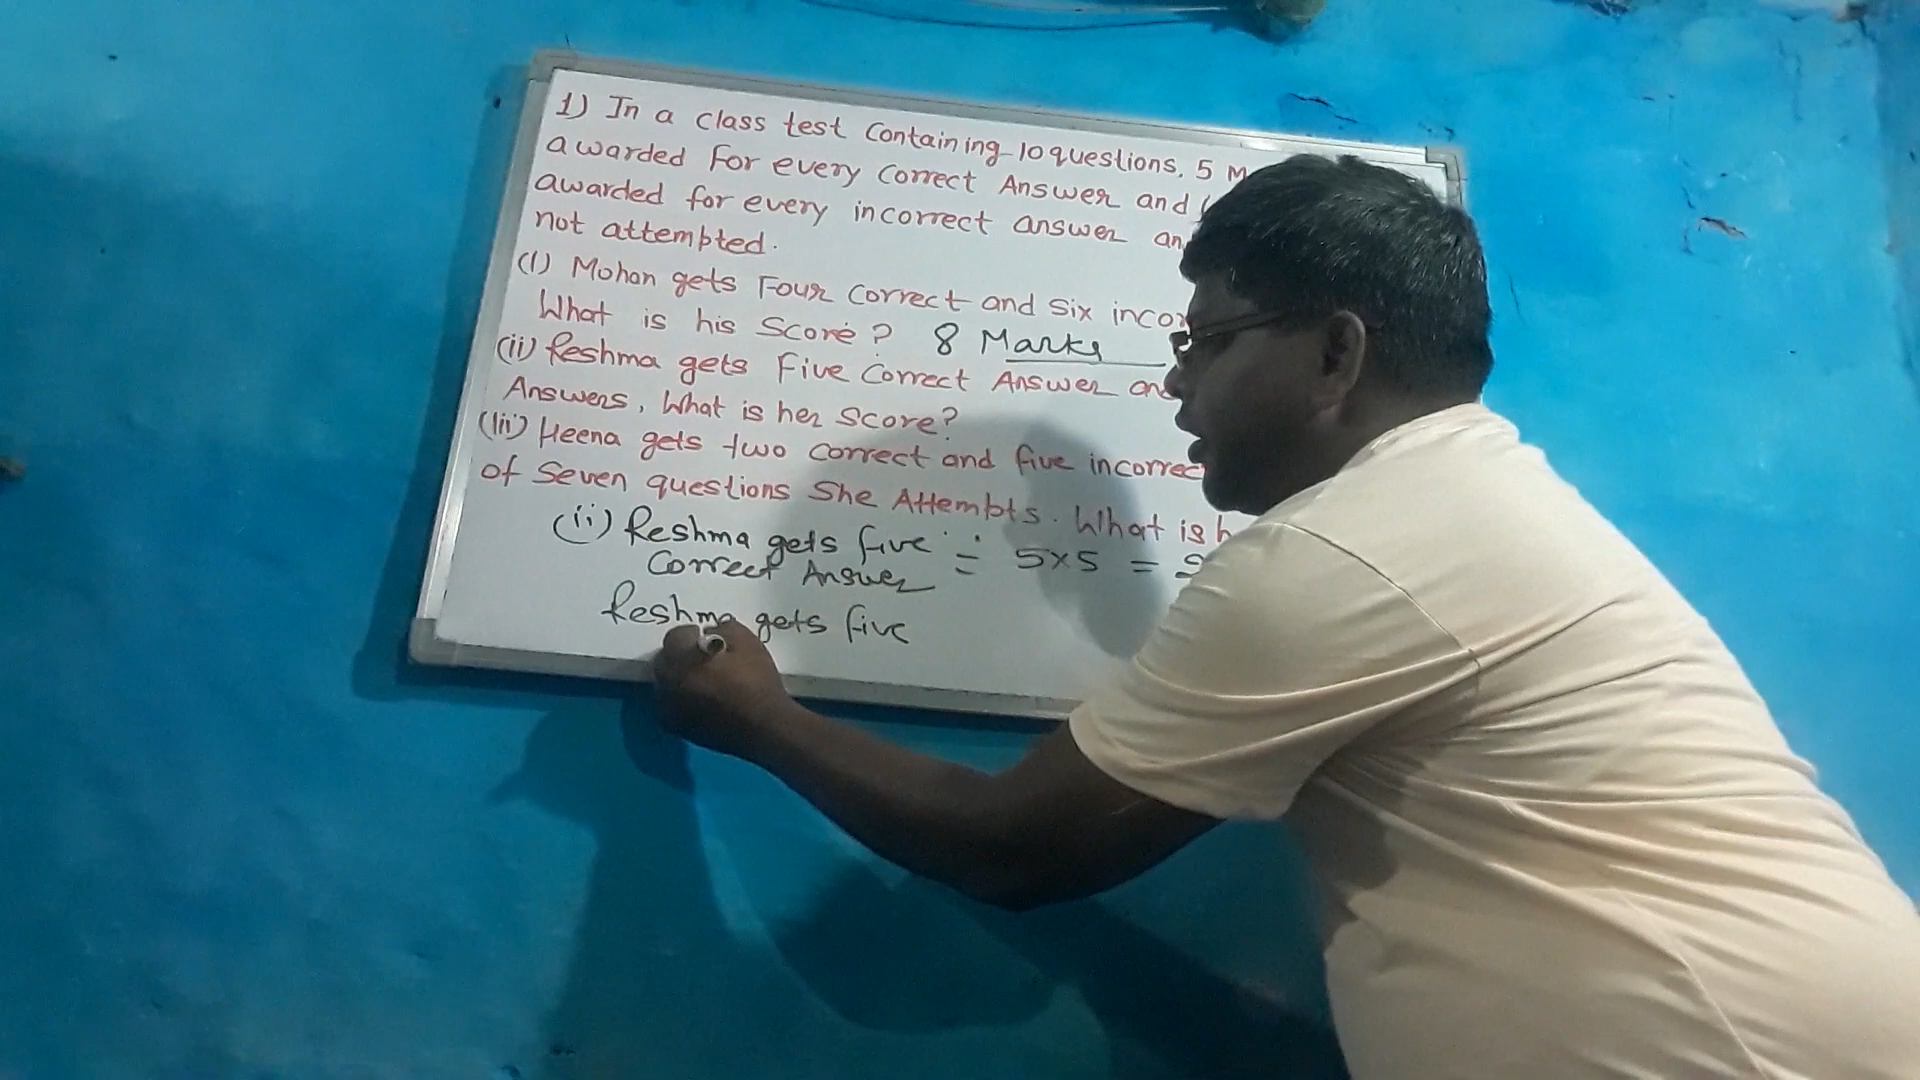 1) In a class test Containing 10 questions, 5
awarded For every Correct Answer and
awarded for every incorrect answer
not attempted.
(I) Mohan gets Four Correct and Six
What is his Score? 8 Marks
(ii) Reshma gets Five Correct Answer
Answers, What is her Score?
(iii) Heena gets two Correct and five
of Seven questions She Attempts. What is
(ii) Reshma gets five = 5×5 =
Correct Answer
Reshma gets five